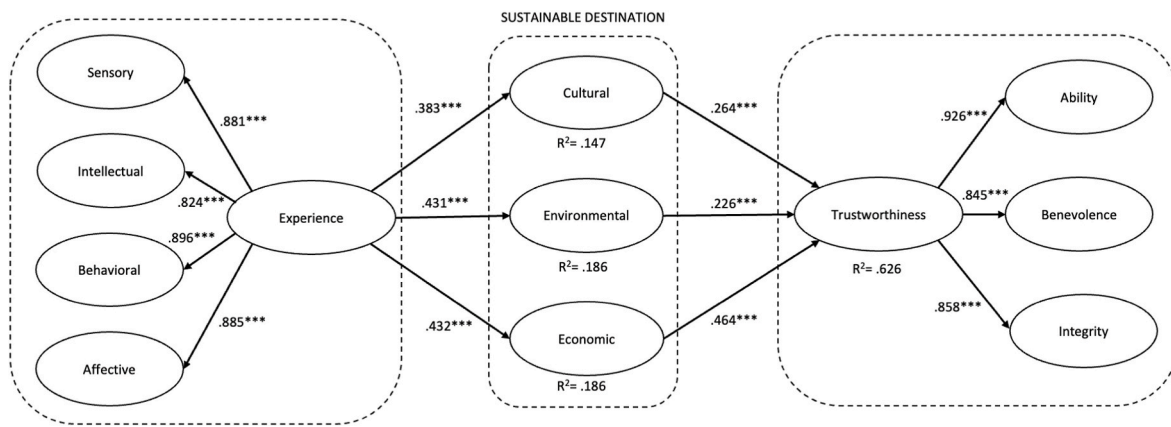 SUSTAINABLE DESTINATION
Sensory
Intellectual
Behavioral
Affective
.881***
.824***
.896***
.885***
Experience
.383***
.431***
.432***
Cultural
R²= .147
Environmental
R²= .186
Economic
R²= .186
.264***
.226***
.464***
Trustworthiness
R²= .626
.926***
.845***
.858***
Ability
Benevolence
Integrity